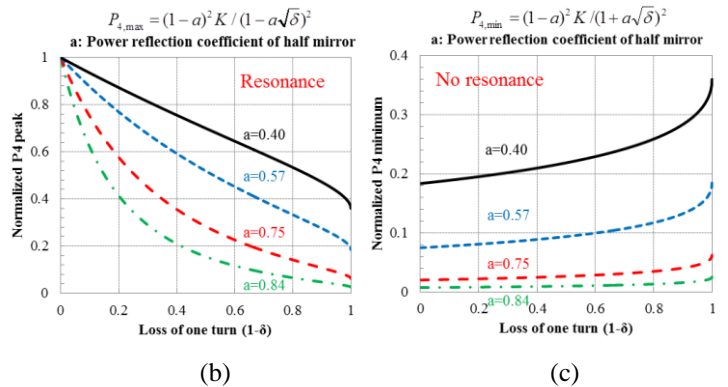 P4,max = (1−a)² K / (1−a√δ)²
a: Power reflection coefficient of half mirror
Resonance
a=0.40
a=0.57
a=0.75
a=0.84
Normalized P4 peak
1
0.8
0.6
0.4
0.2
0
0 0.2 0.4 0.6 0.8 1
Loss of one turn (1-δ)
(b)
P4,min = (1−a)² K / (1+a√δ)²
a: Power reflection coefficient of half mirror
No resonance
a=0.40
a=0.57
a=0.75
a=0.84
Normalized P4 minimum
0.4
0.3
0.2
0.1
0
0 0.2 0.4 0.6 0.8 1
Loss of one turn (1-δ)
(c)